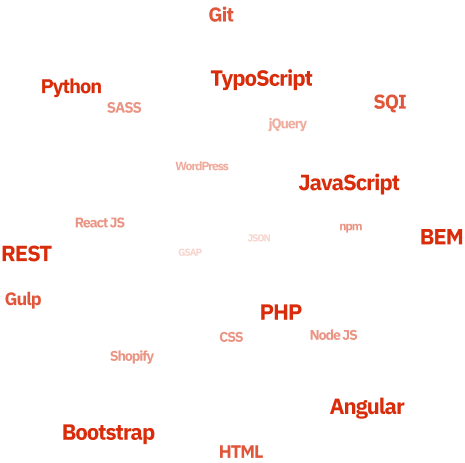 Git
TypoScript
Python
SQl
SASS
jQuery
WordPress
JavaScript
React JS
npm
BEM
JSON
REST
GSAP
Gulp
PHP
CSS
Node JS
Shopify
Angular
Bootstrap
HTML